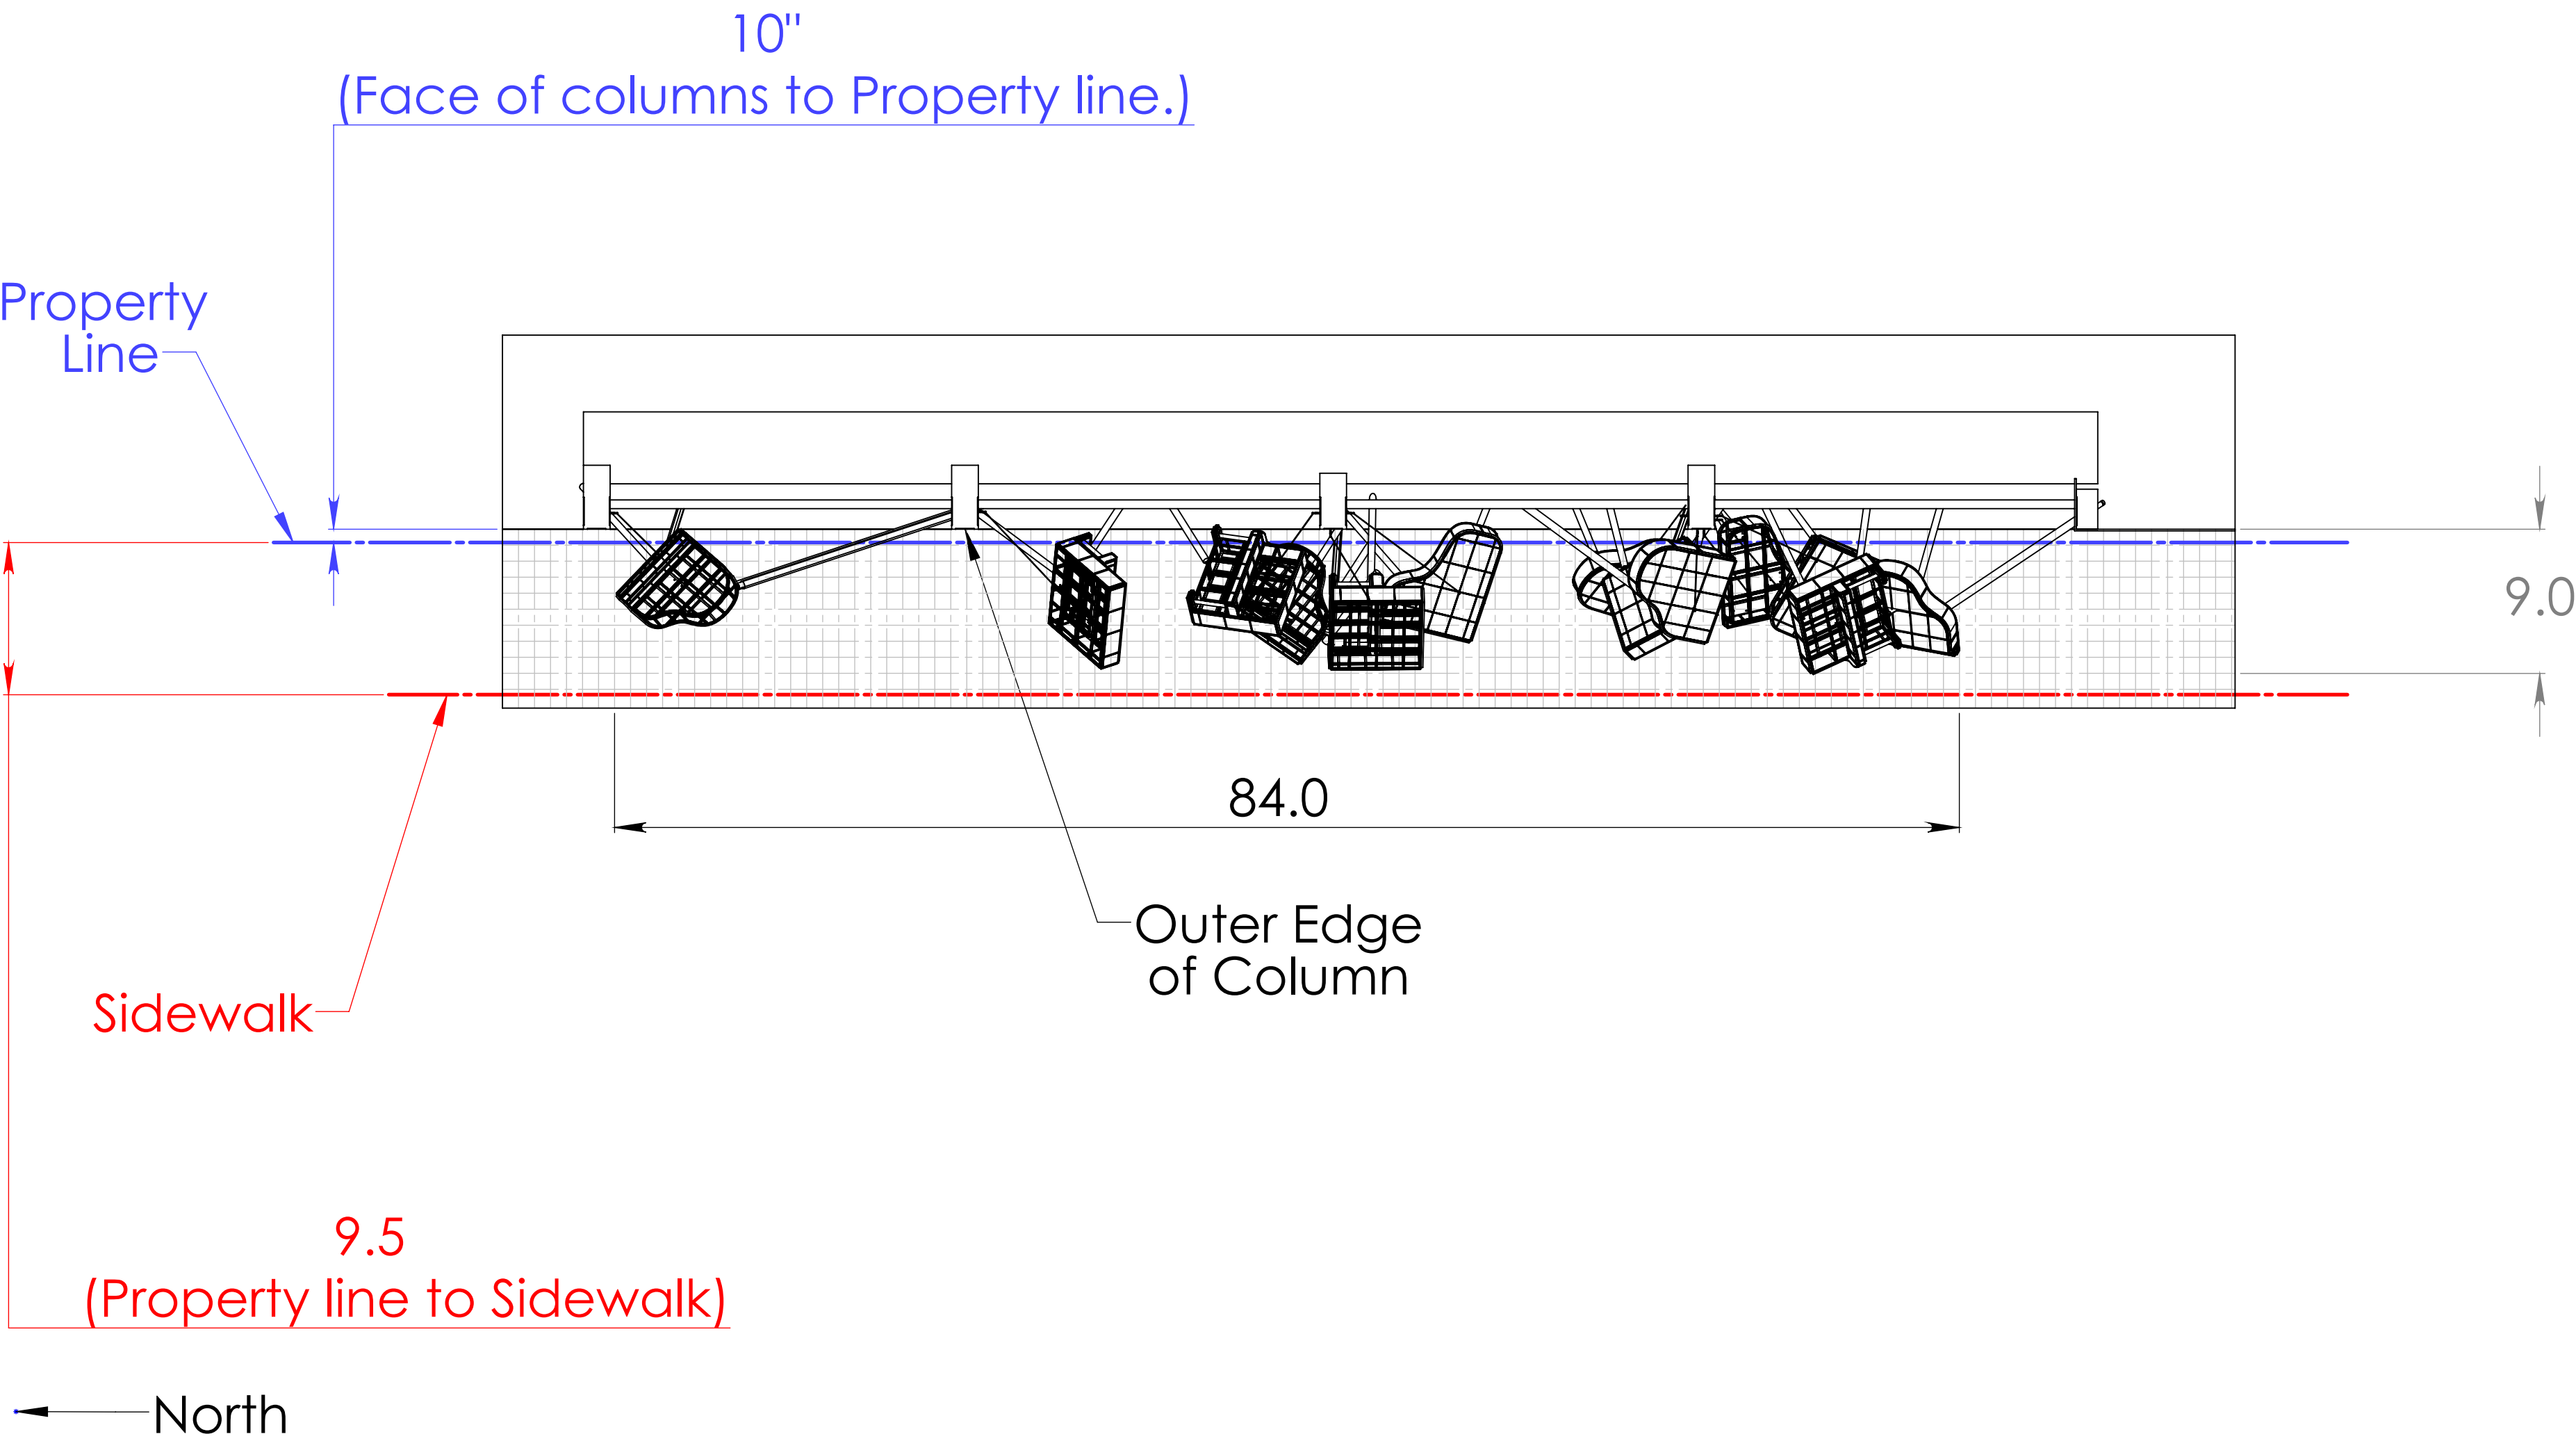 10"
(Face of columns to Property line.)
Property
Line
9.0
84.0
Outer Edge
of Column
Sidewalk
9.5
(Property line to Sidewalk)
North